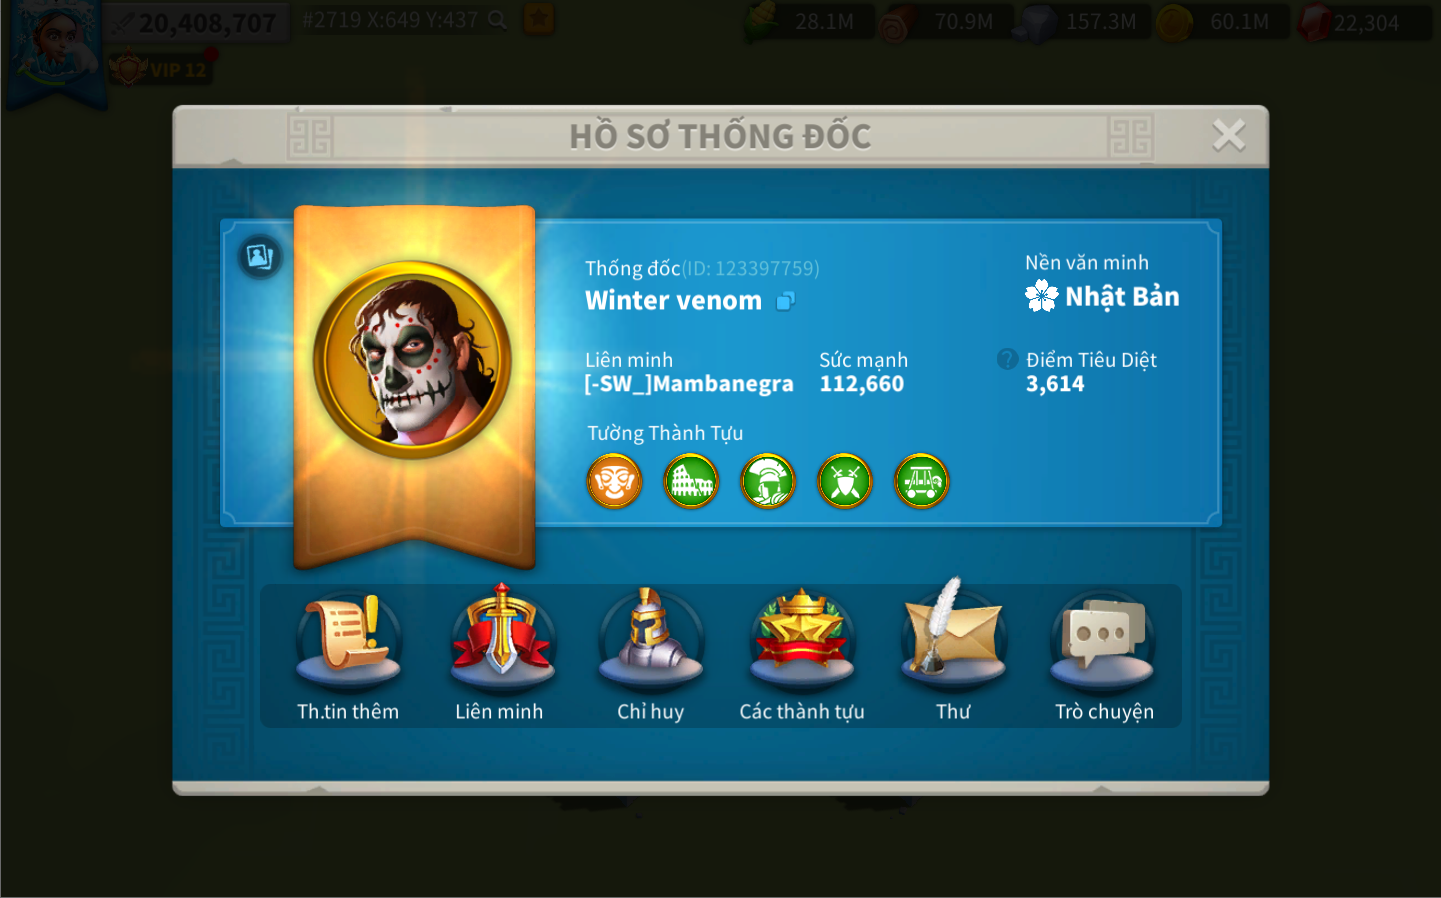 20,408,707
#2719 X:649 Y:437
28.1M
70.9M
157.3M
60.1M
22,304
VIP 12
HỒ SƠ THỐNG ĐỐC
Thống đốc(ID: 123397759)
Winter venom
Nền văn minh
Nhật Bản
Liên minh
[-SW_]Mambanegra
Sức mạnh
112,660
? Điểm Tiêu Diệt
3,614
Tường Thành Tựu
Th.tin thêm
Liên minh
Chỉ huy
Các thành tựu
Thư
Trò chuyện